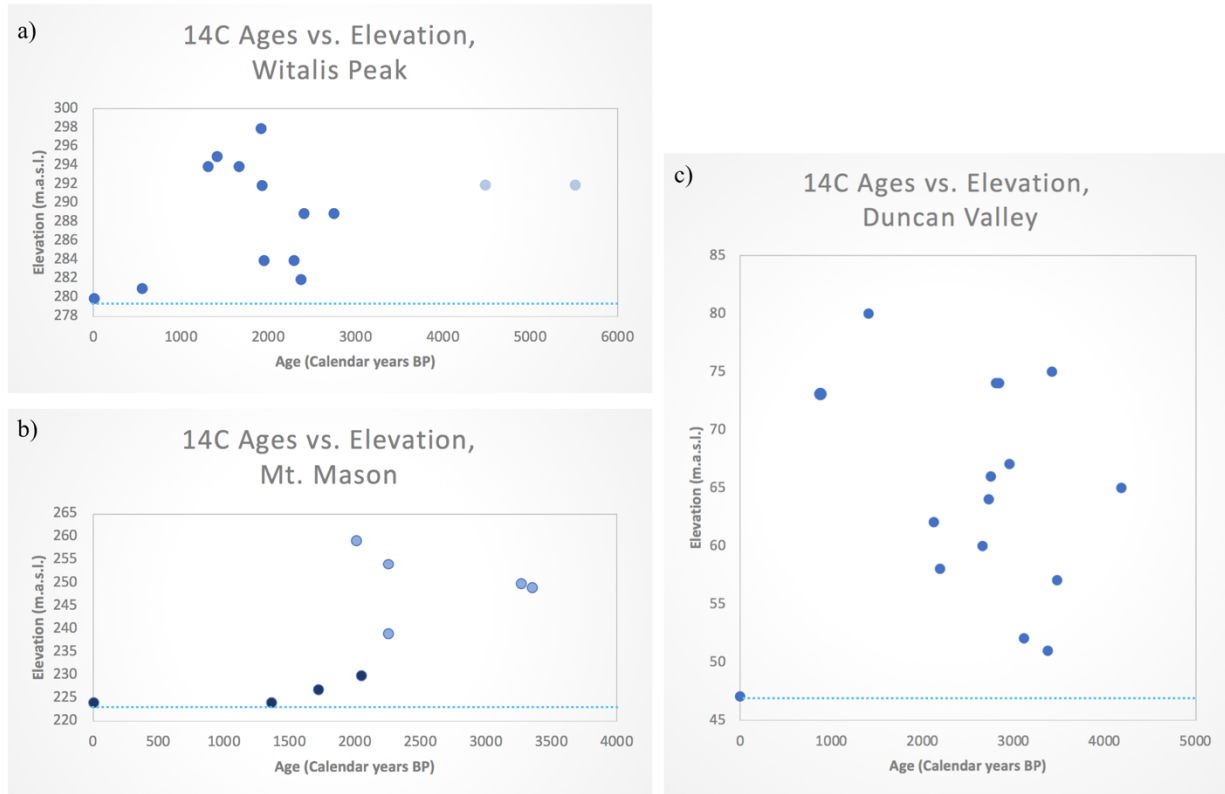 a)
14C Ages vs. Elevation,
Witalis Peak
Elevation (m.a.s.l.)
300
298
296
294
292
290
288
286
284
282
280
278
0 1000 2000 3000 4000 5000 6000
Age (Calendar years BP)
b)
14C Ages vs. Elevation,
Mt. Mason
Elevation (m.a.s.l.)
265
260
255
250
245
240
235
230
225
220
0 500 1000 1500 2000 2500 3000 3500 4000
Age (Calendar years BP)
c)
14C Ages vs. Elevation,
Duncan Valley
Elevation (m.a.s.l.)
85
80
75
70
65
60
55
50
45
0 1000 2000 3000 4000 5000
Age (Calendar years BP)